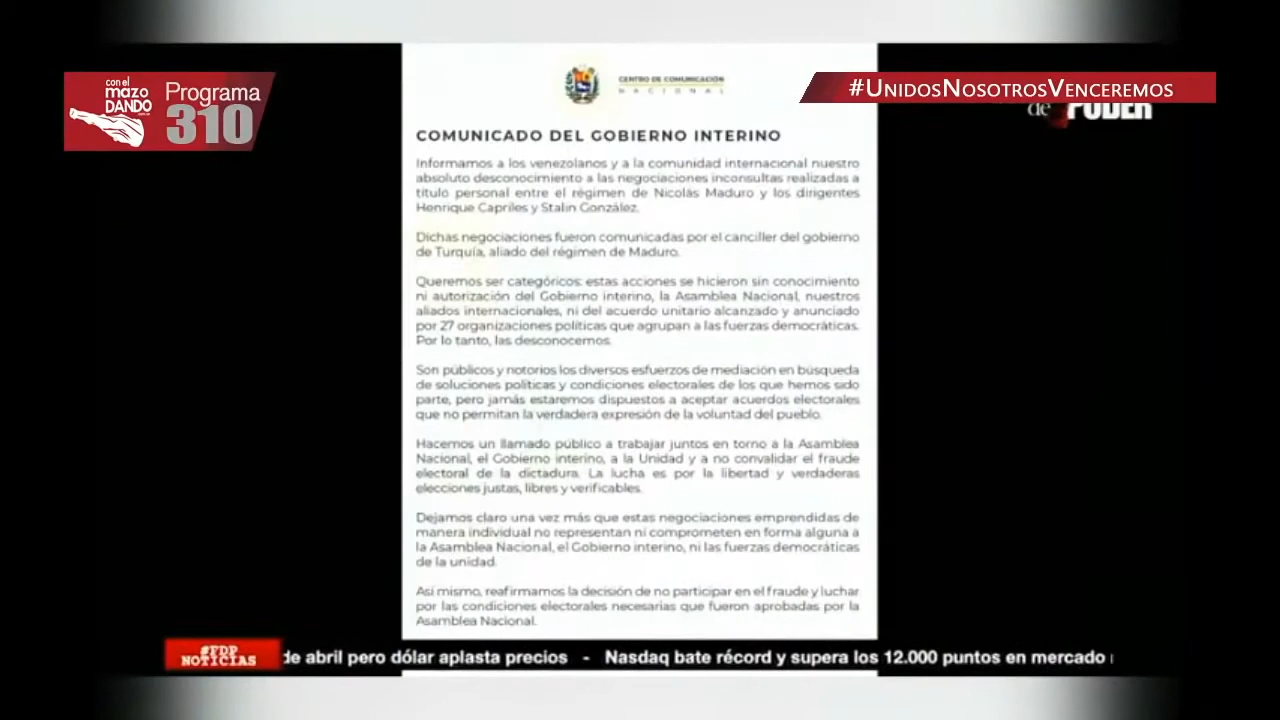 con el
mazo
DANDO
Programa
310
#UNIDOSNOSOTROSVENCEREMOS
de PODER
CENTRO DE COMUNICACIÓN
NACIONAL
COMUNICADO DEL GOBIERNO INTERINO
Informamos a los venezolanos y a la comunidad internacional nuestro
absoluto desconocimiento a las negociaciones inconsultas realizadas a
título personal entre el régimen de Nicolás Maduro y los dirigentes
Henrique Capriles y Stalin González.
Dichas negociaciones fueron comunicadas por el canciller del gobierno
de Turquía, aliado del régimen de Maduro.
Queremos ser categóricos: estas acciones se hicieron sin conocimiento
ni autorización del Gobierno interino, la Asamblea Nacional, nuestros
aliados internacionales, ni del acuerdo unitario alcanzado y anunciado
por 27 organizaciones políticas que agrupan a las fuerzas democráticas.
Por lo tanto, las desconocemos.
Son públicos y notorios los diversos esfuerzos de mediación en búsqueda
de soluciones políticas y condiciones electorales de los que hemos sido
parte, pero jamás estaremos dispuestos a aceptar acuerdos electorales
que no permitan la verdadera expresión de la voluntad del pueblo.
Hacemos un llamado público a trabajar juntos en torno a la Asamblea
Nacional, el Gobierno interino, a la Unidad y a no convalidar el fraude
electoral de la dictadura. La lucha es por la libertad y verdaderas
elecciones justas, libres y verificables.
Dejamos claro una vez más que estas negociaciones emprendidas de
manera individual no representan ni comprometen en forma alguna a
la Asamblea Nacional, el Gobierno interino, ni las fuerzas democráticas
de la unidad.
Así mismo, reafirmamos la decisión de no participar en el fraude y luchar
por las condiciones electorales necesarias que fueron aprobadas por la
Asamblea Nacional.
#FDP
NOTICIAS
de abril pero dólar aplasta precios - Nasdaq bate récord y supera los 12.000 puntos en mercado